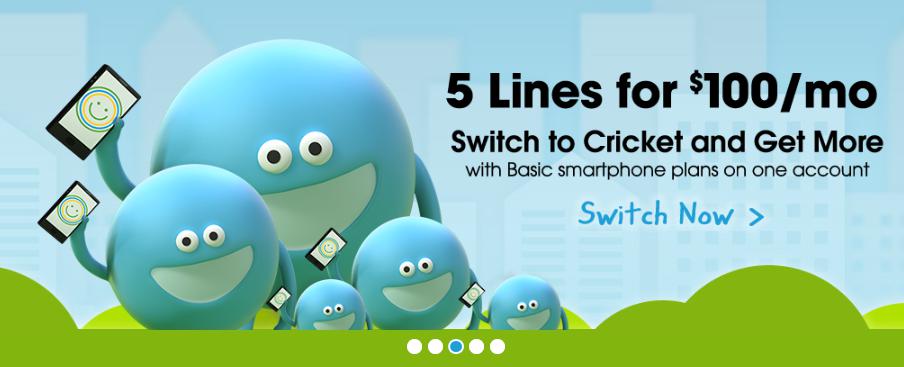 5 Lines for $100/mo
Switch to Cricket and Get More
with Basic smartphone plans on one account
Switch Now >